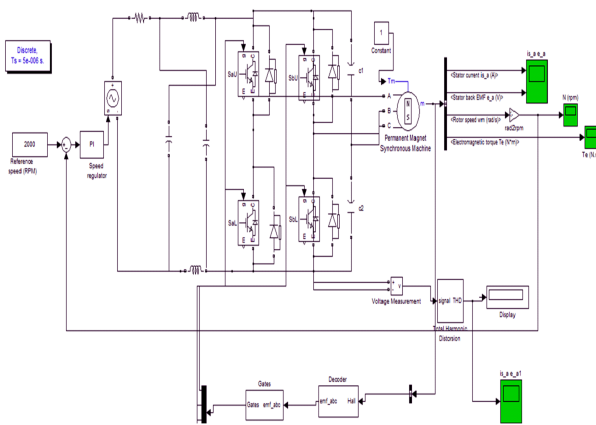 Discrete,
Ts = 5e-006 s.
2000
Reference
speed (RPM)
PI
Speed
regulator
SaU
SbU
SaL
SbL
c1
1
Constant
Tm
A
B
C
N
S
m
Permanent Magnet
Synchronous Machine
<Stator current is_a (A)>
<Stator back EMF e_a (V)>
<Rotor speed wm (rad/s)>
<Electromagnetic torque Te (N*m)>
is_a e_a
N (rpm)
rad2rpm
Te (N.
+
-
v
Voltage Measurement
signal THD
Total Harmonic
Distorsion
Display
is_a e_a1
Gates
Gates emf_abc
Decoder
emf_abc Hall